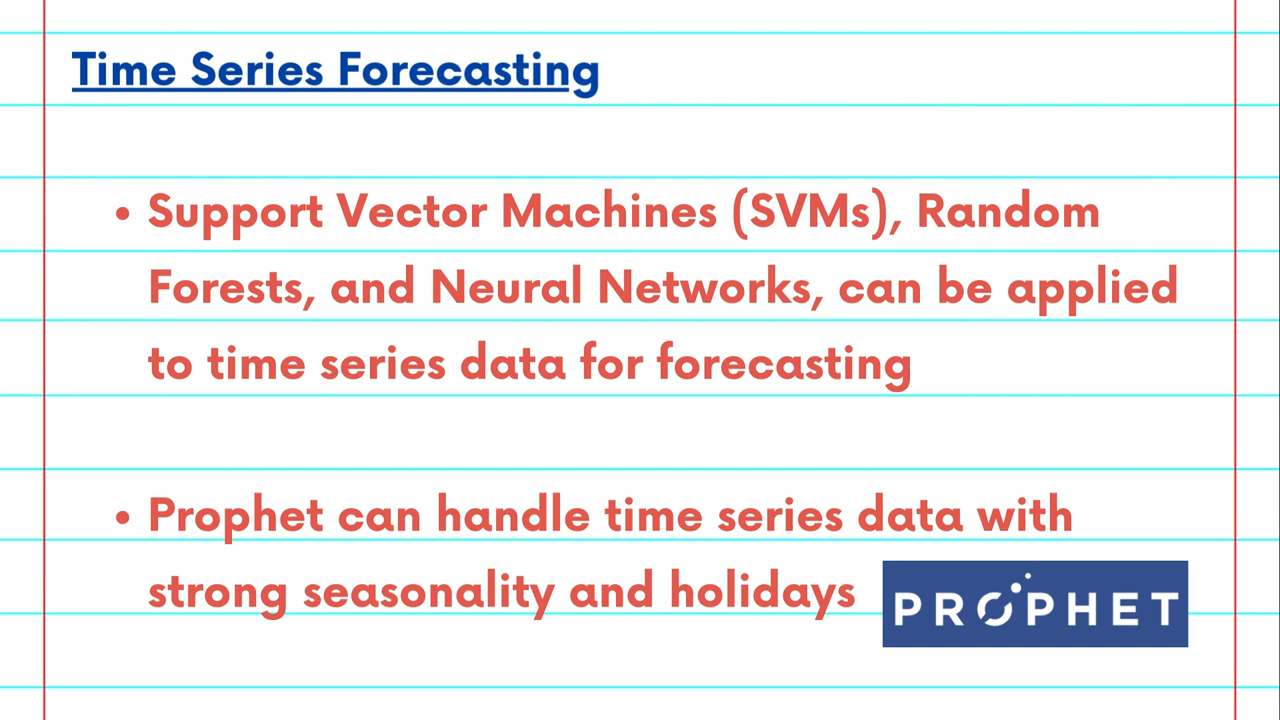 Time Series Forecasting
• Support Vector Machines (SVMs), Random
Forests, and Neural Networks, can be applied
to time series data for forecasting
• Prophet can handle time series data with
strong seasonality and holidays
PROPHET